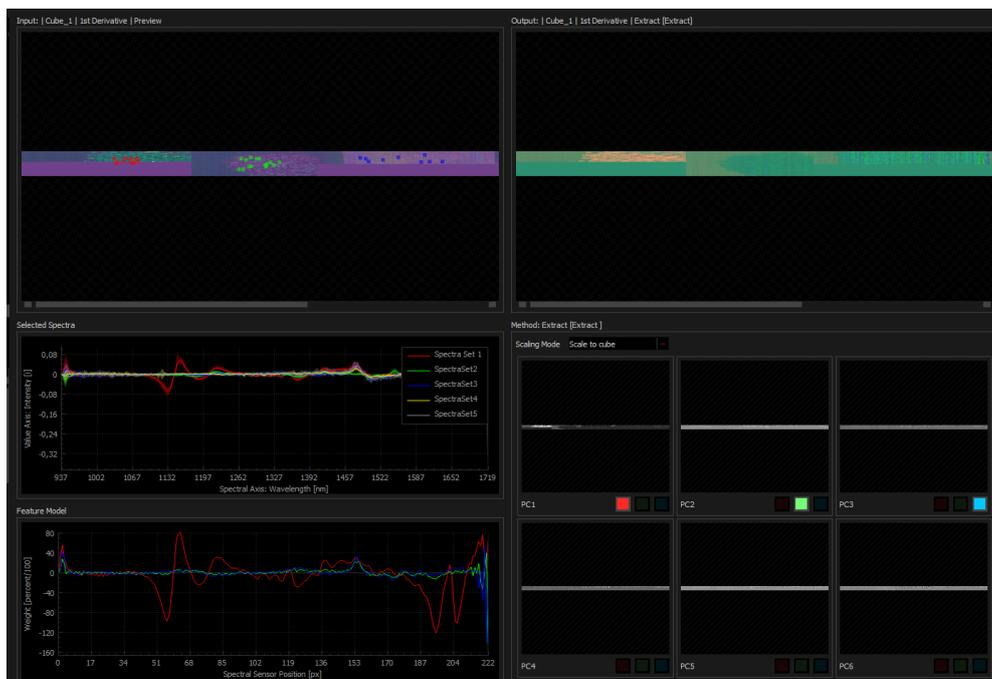 Input: | Cube_1 | 1st Derivative | Preview
Output: | Cube_1 | 1st Derivative | Extract [Extract]
Selected Spectra
Value Axis: Intensity []
0,08
0
-0,08
-0,16
-0,24
-0,32
Spectra Set 1
SpectraSet2
SpectraSet3
SpectraSet4
SpectraSet5
937 1002 1067 1132 1197 1262 1327 1392 1457 1522 1587 1652 1719
Spectral Axis: Wavelength [nm]
Feature Model
Weight [percent/100]
80
40
0
-40
-80
-120
-160
0 17 34 51 68 85 102 119 136 153 170 187 204 222
Spectral Sensor Position [px]
Method: Extract [Extract ]
Scaling Mode Scale to cube
PC1
PC2
PC3
PC4
PC5
PC6